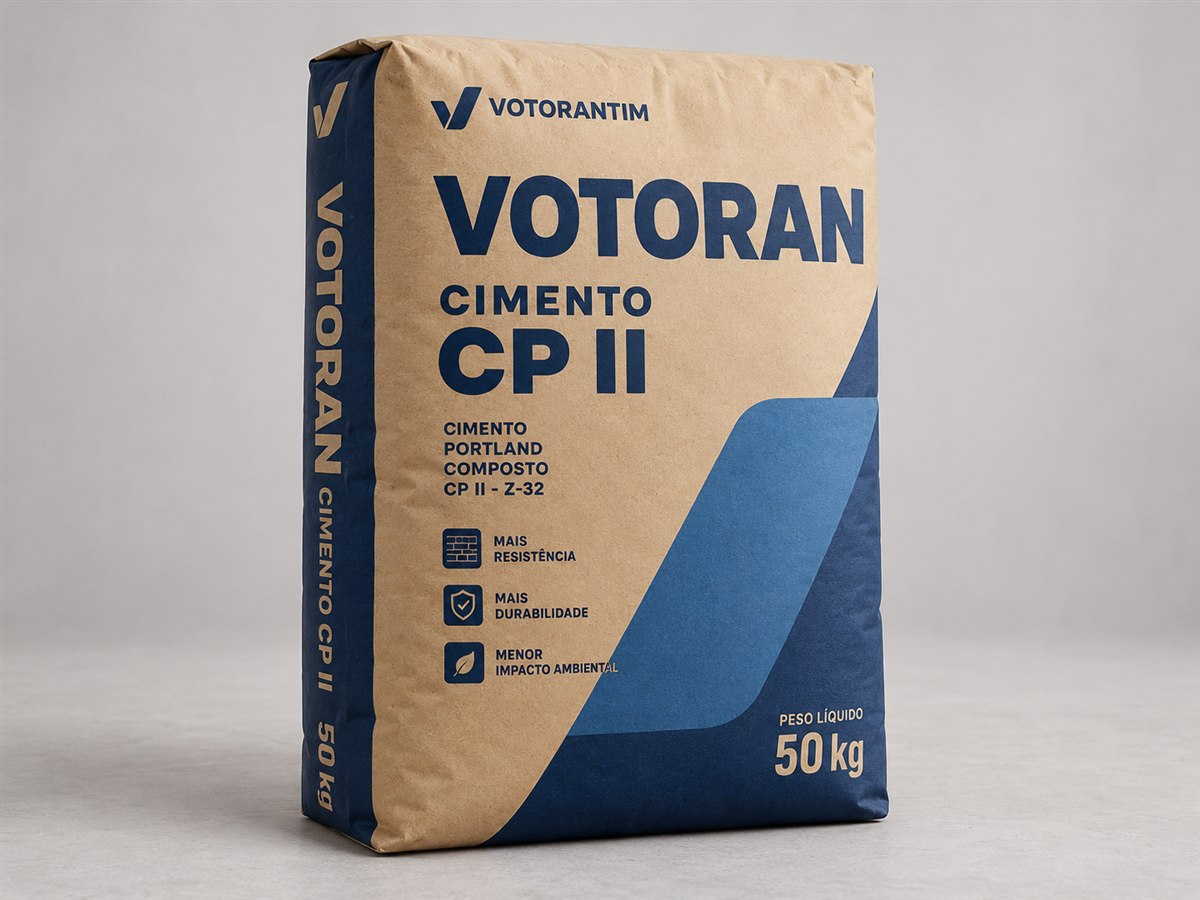 VOTORANTIM
VOTORAN
CIMENTO
CP II
CIMENTO
PORTLAND
COMPOSTO
CP II - Z-32
MAIS
RESISTÊNCIA
MAIS
DURABILIDADE
MENOR
IMPACTO AMBIENTAL
PESO LÍQUIDO
50 kg
VOTORAN CIMENTO CP II 50 kg